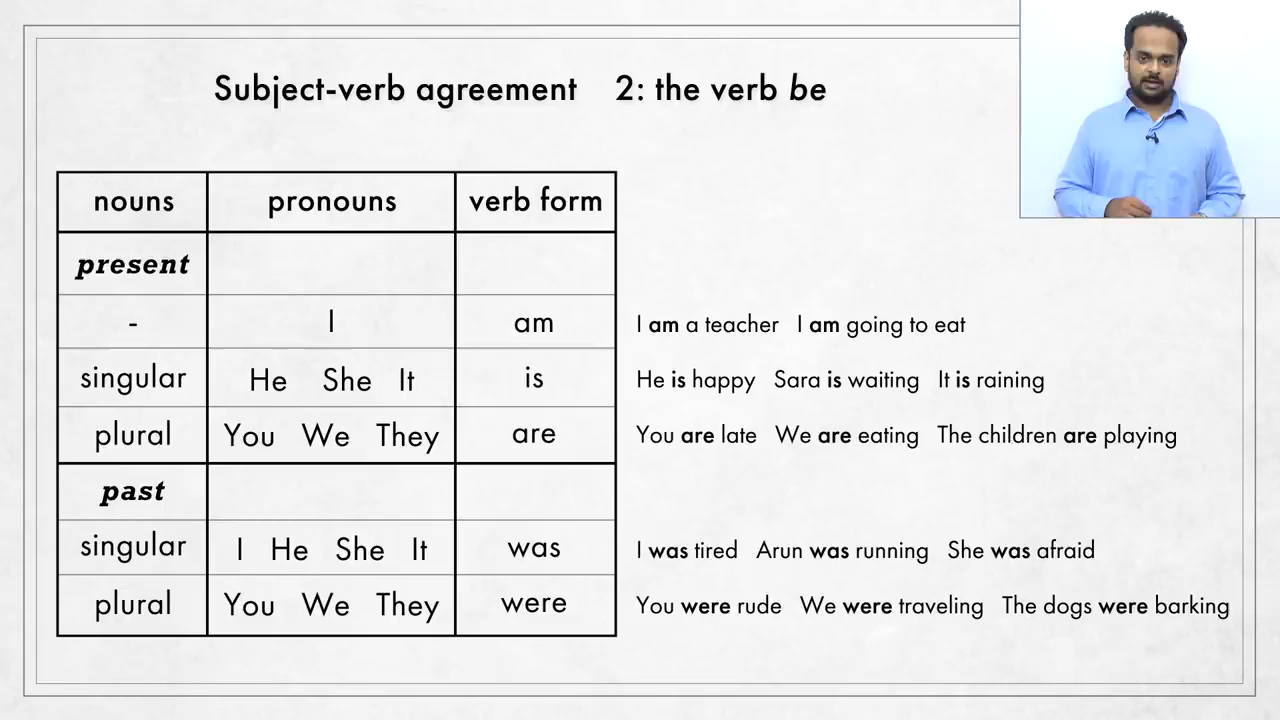 Subject-verb agreement 2: the verb be
nouns pronouns verb form
present
- I am I am a teacher I am going to eat
singular He She It is He is happy Sara is waiting It is raining
plural You We They are You are late We are eating The children are playing
past
singular I He She It was I was tired Arun was running She was afraid
plural You We They were You were rude We were traveling The dogs were barking